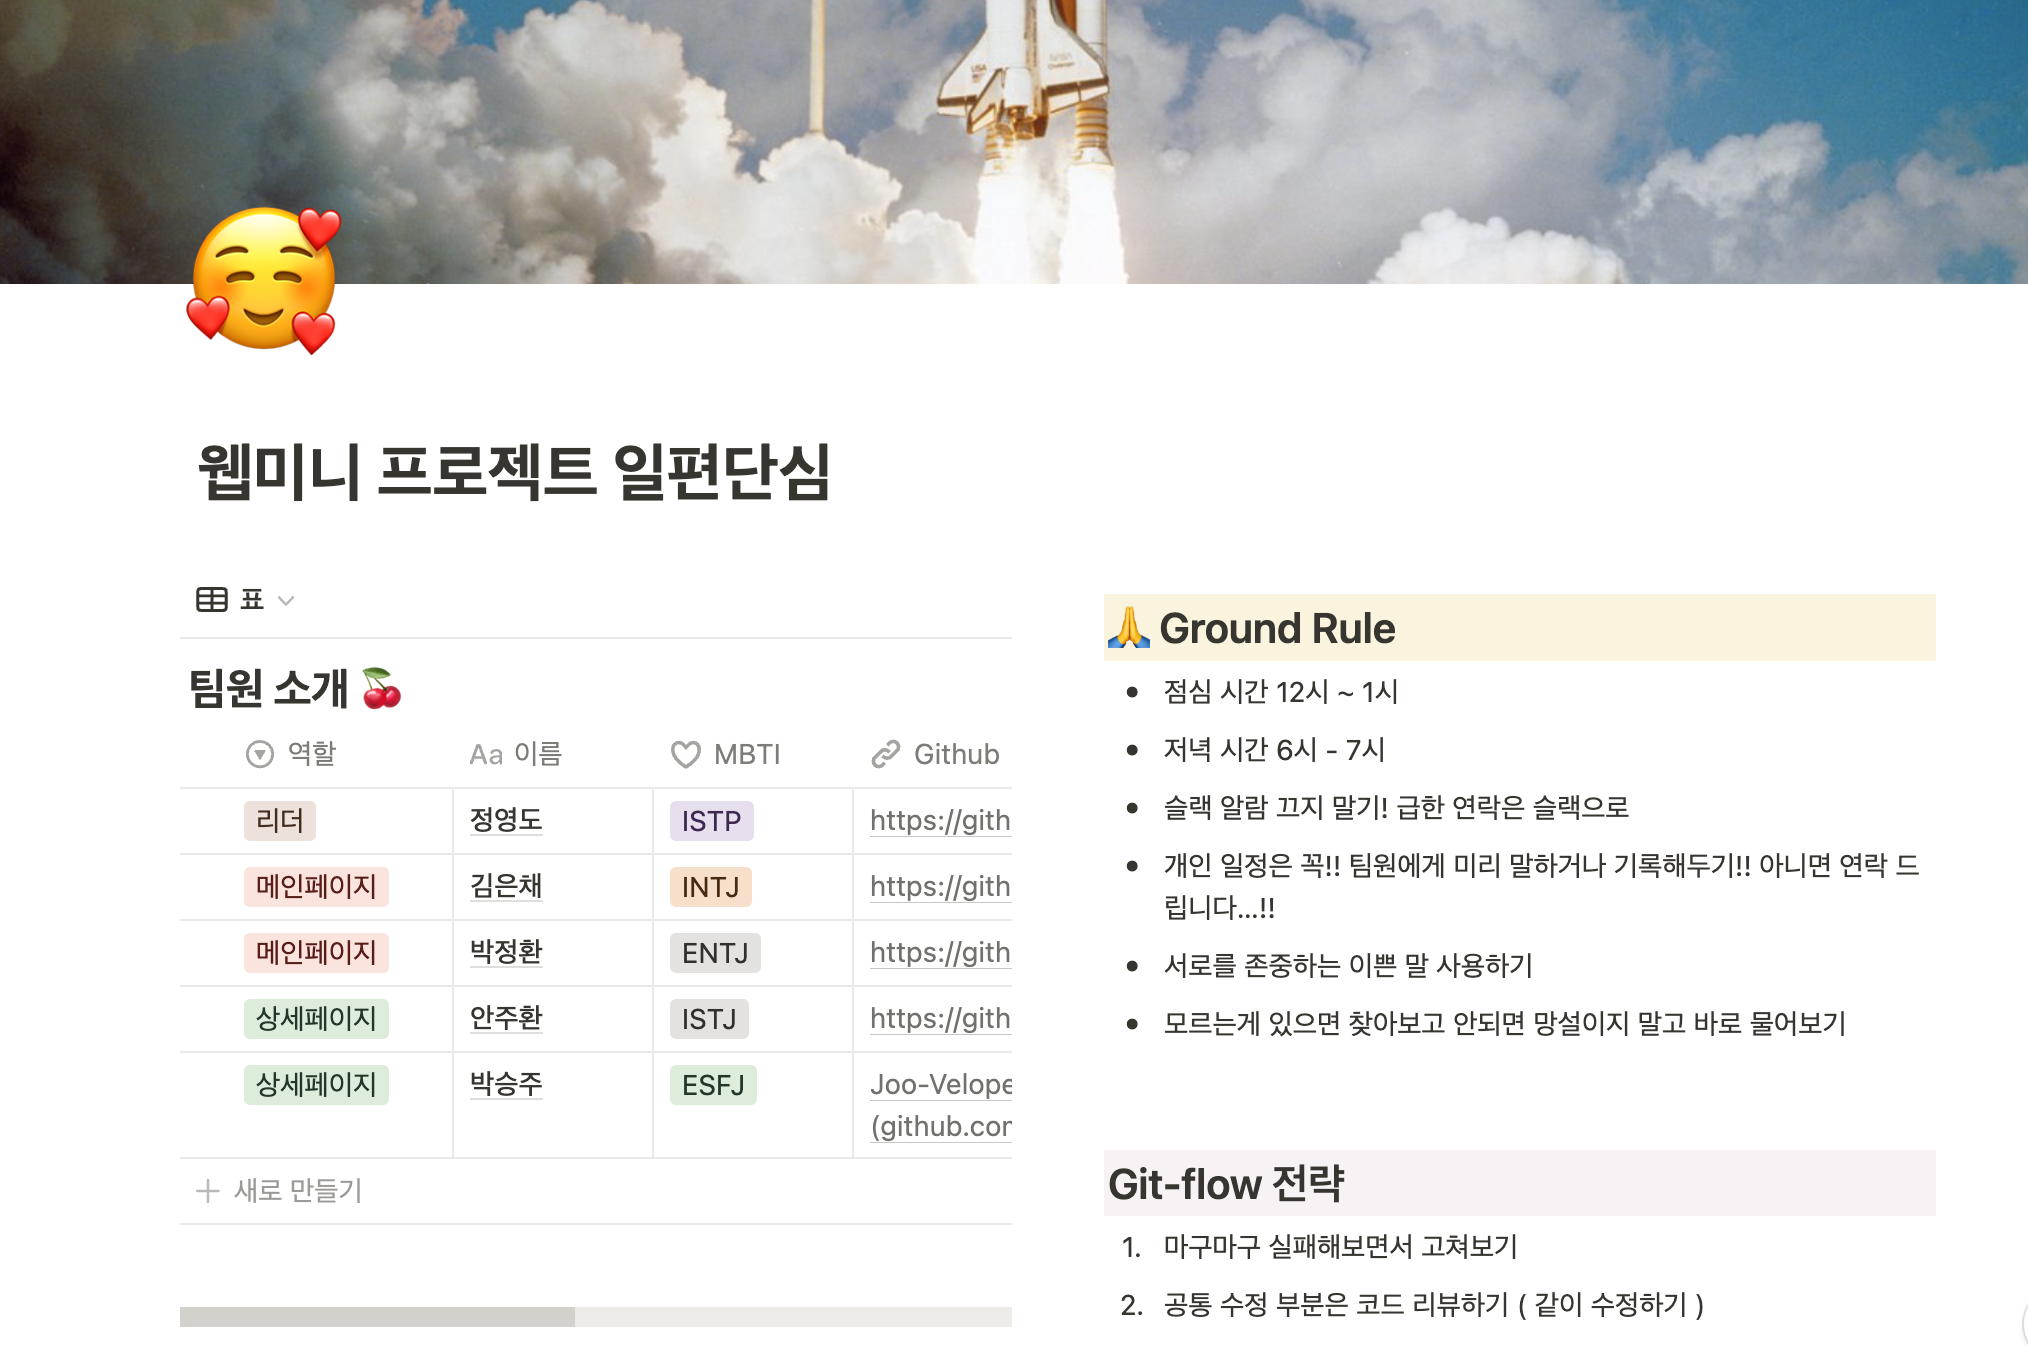 USA
웹미니 프로젝트 일편단심
표
팀원 소개
역할 Aa 이름 MBTI Github
리더 정영도 ISTP https://gith
메인페이지 김은채 INTJ https://gith
메인페이지 박정환 ENTJ https://gith
상세페이지 안주환 ISTJ https://gith
상세페이지 박승주 ESFJ Joo-Velope
(github.con
새로 만들기
Ground Rule
• 점심 시간 12시 ~ 1시
• 저녁 시간 6시 - 7시
• 슬랙 알람 끄지 말기! 급한 연락은 슬랙으로
• 개인 일정은 꼭!! 팀원에게 미리 말하거나 기록해두기!! 아니면 연락 드
립니다...!!
• 서로를 존중하는 이쁜 말 사용하기
• 모르는게 있으면 찾아보고 안되면 망설이지 말고 바로 물어보기
Git-flow 전략
1. 마구마구 실패해보면서 고쳐보기
2. 공통 수정 부분은 코드 리뷰하기 ( 같이 수정하기 )